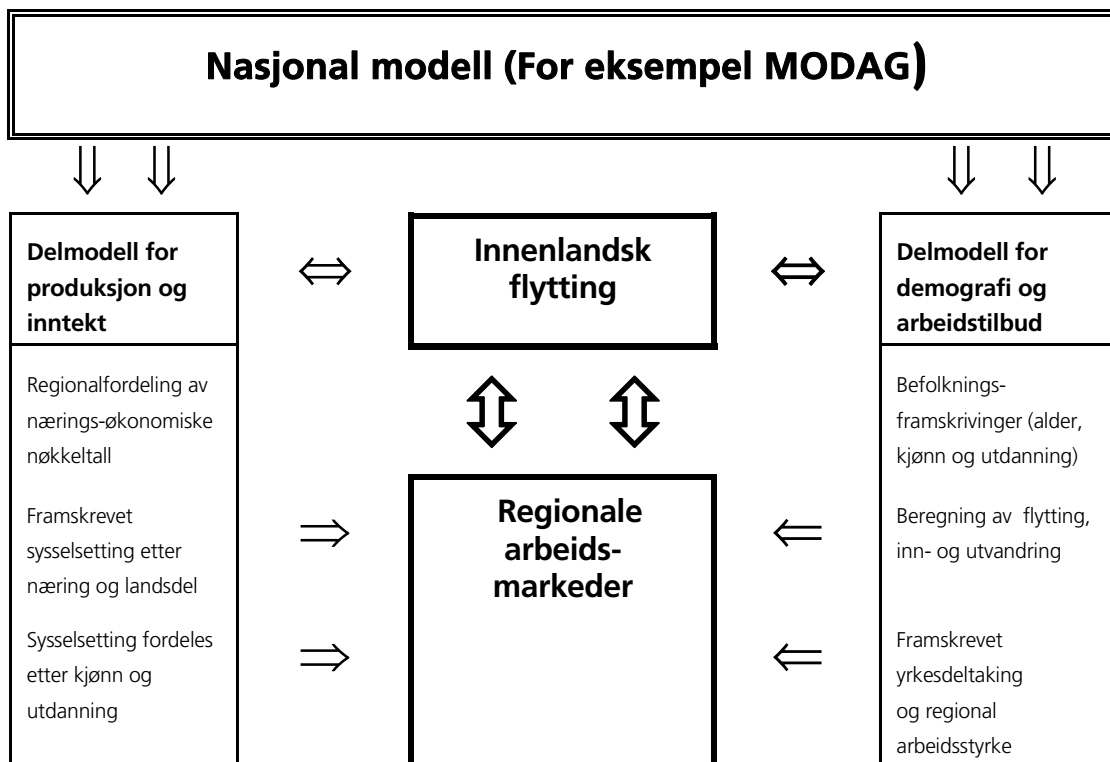 Nasjonal modell (For eksempel MODAG)
Delmodell for
produksjon og
inntekt
Regionalfordeling av
nærings-økonomiske
nøkkeltall
Framskrevet
sysselsetting etter
næring og landsdel
Sysselsetting fordeles
etter kjønn og
utdanning
Innenlandsk
flytting
Regionale
arbeids-
markeder
Delmodell for
demografi og
arbeidstilbud
Befolknings-
framskrivinger (alder,
kjønn og utdanning)
Beregning av flytting,
inn- og utvandring
Framskrevet
yrkesdeltaking
og regional
arbeidsstyrke